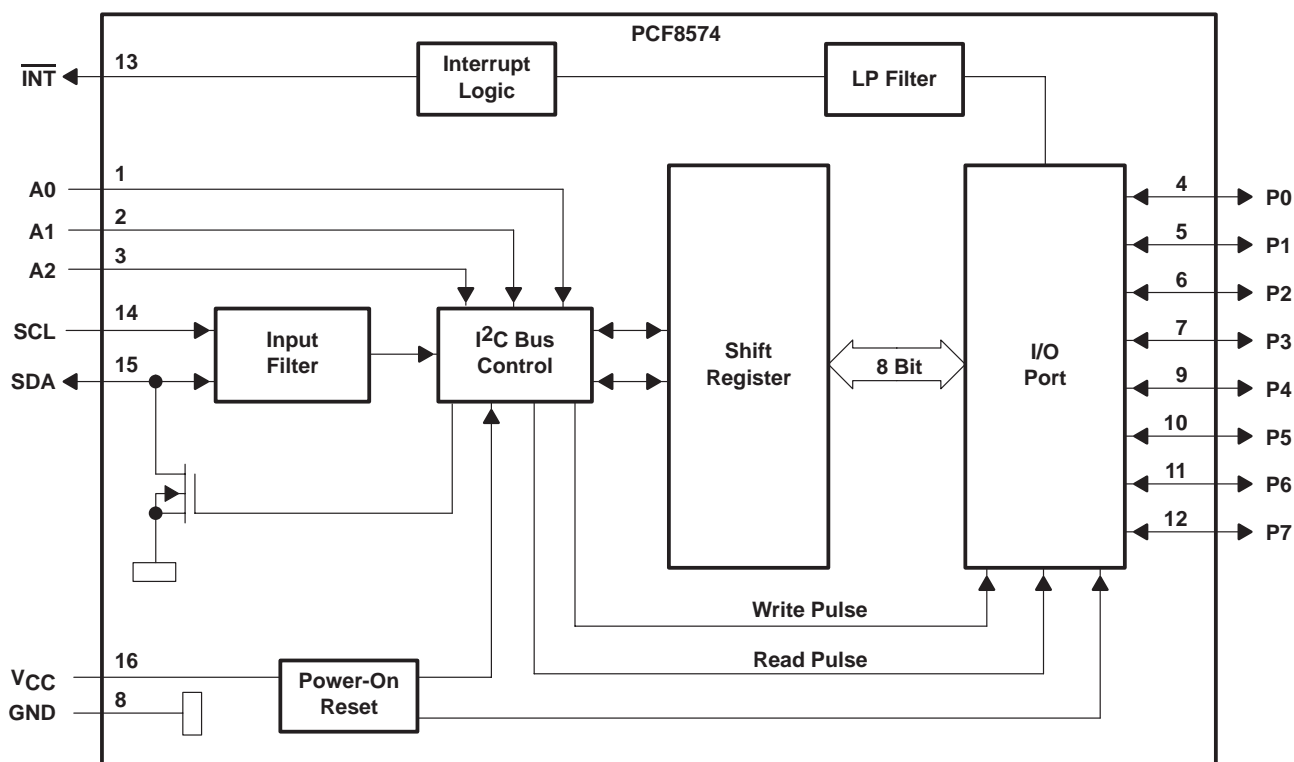 PCF8574
INT
13
Interrupt
Logic
LP Filter
A0
1
A1
2
A2
3
SCL
14
SDA
15
Input
Filter
I2C Bus
Control
Shift
Register
8 Bit
I/O
Port
4
P0
5
P1
6
P2
7
P3
9
P4
10
P5
11
P6
12
P7
Write Pulse
Read Pulse
VCC
16
GND
8
Power-On
Reset